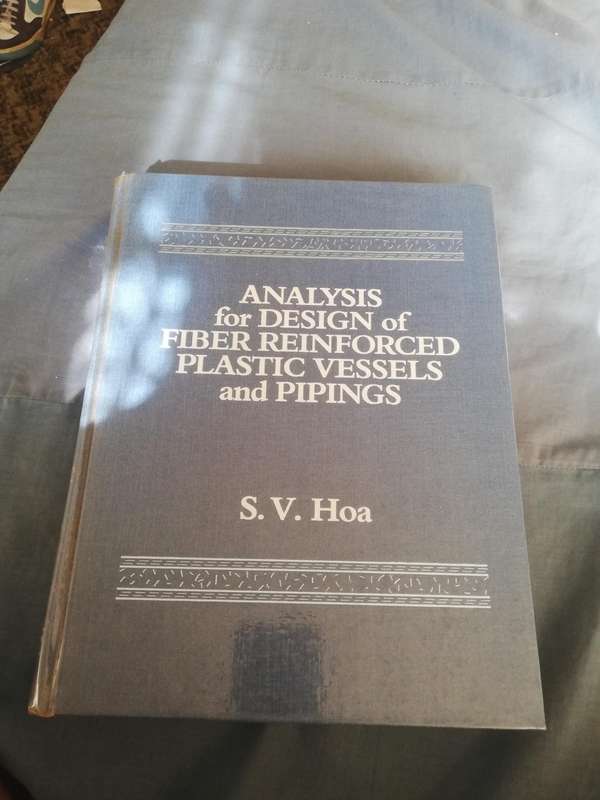 ANALYSIS
for DESIGN of
FIBER REINFORCED
PLASTIC VESSELS
and PIPINGS
S. V. Hoa